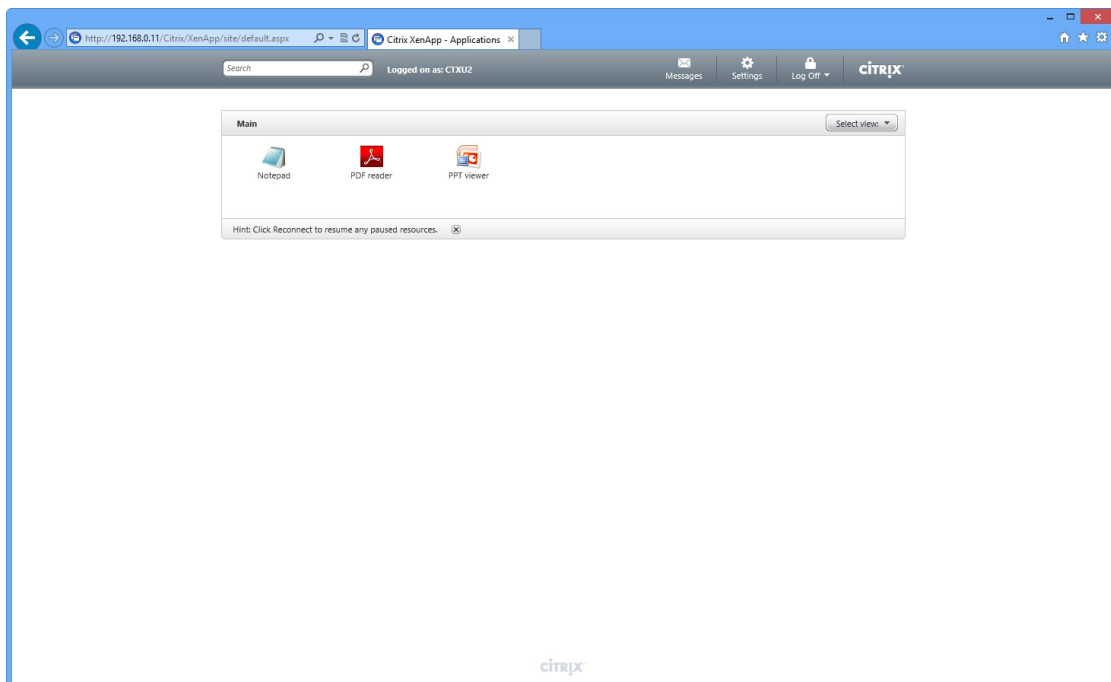 http://192.168.0.11/Citrix/XenApp/site/default.aspx
Citrix XenApp - Applications
Search
Logged on as: CTXU2
Messages
Settings
Log Off
CITRIX
Main
Select view:
Notepad
PDF reader
PPT viewer
Hint: Click Reconnect to resume any paused resources.
CITRIX